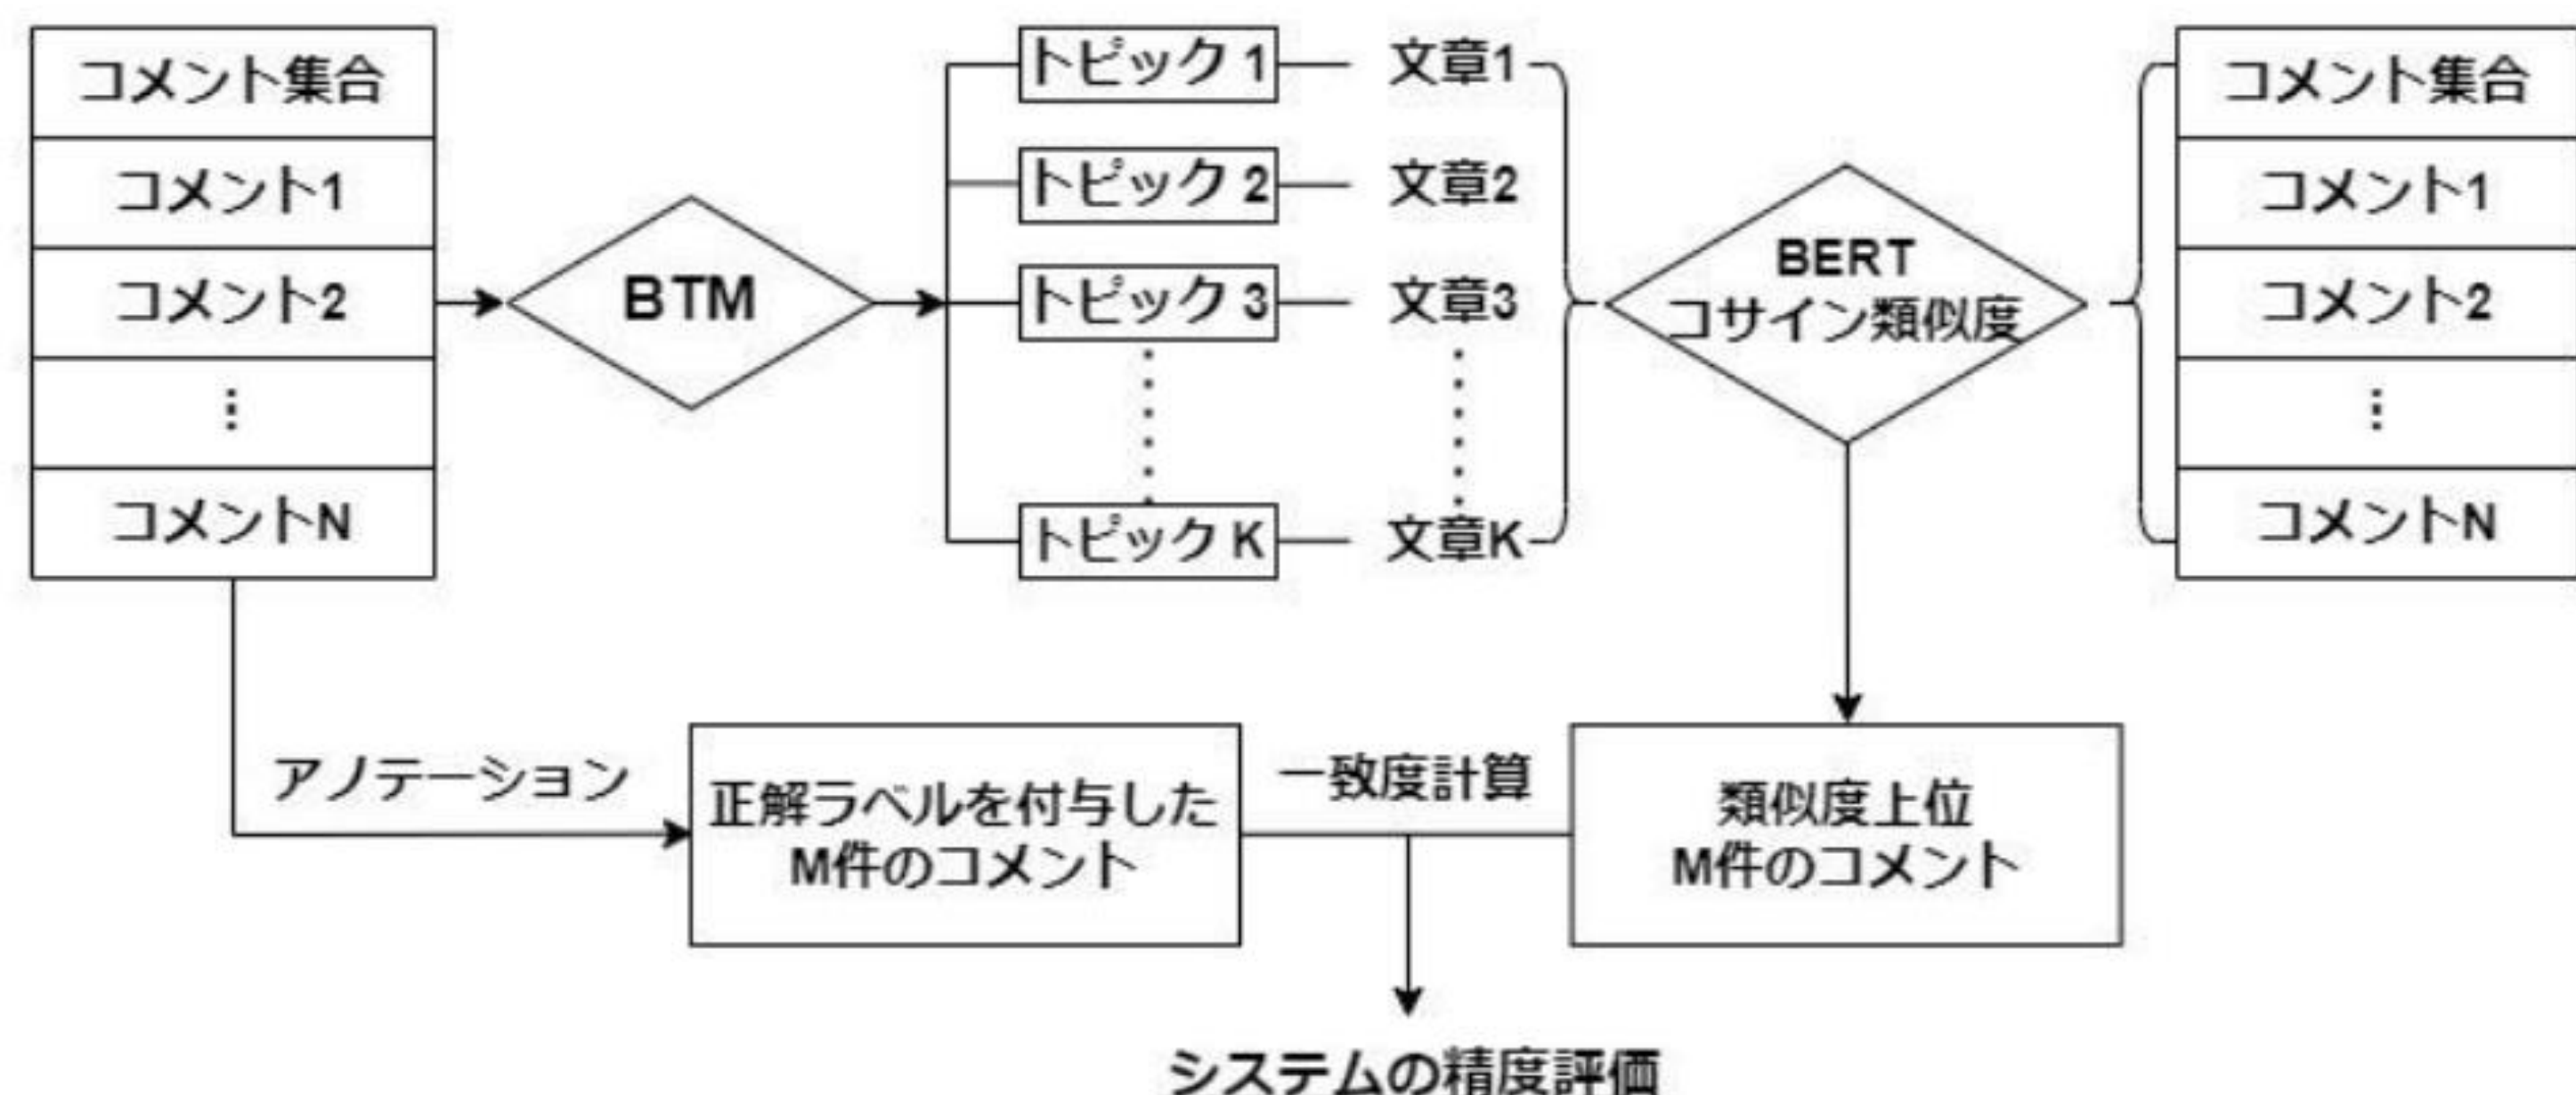 コメント集合
コメント1
コメント2
⋮
コメントN
BTM
トピック 1
文章1
トピック 2
文章2
トピック 3
文章3
トピック K
文章K
BERT
コサイン類似度
コメント集合
コメント1
コメント2
⋮
コメントN
アノテーション
正解ラベルを付与した
M件のコメント
一致度計算
類似度上位
M件のコメント
システムの精度評価